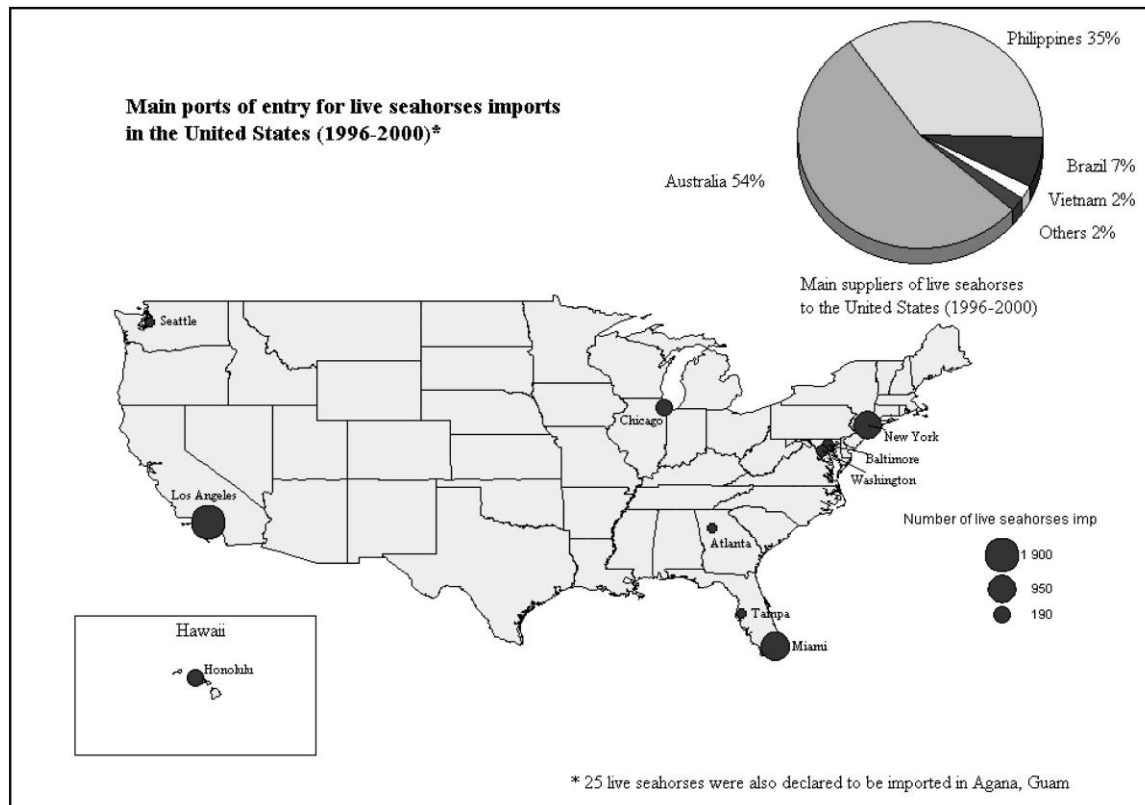 Main ports of entry for live seahorses imports
in the United States (1996-2000)*
Philippines 35%
Australia 54%
Brazil 7%
Vietnam 2%
Others 2%
Main suppliers of live seahorses
to the United States (1996-2000)
Seattle
Chicago
New York
Baltimore
Washington
Los Angeles
Atlanta
Tampa
Miami
Number of live seahorses imp
1 900
950
190
Hawaii
Honolulu
* 25 live seahorses were also declared to be imported in Agana, Guam